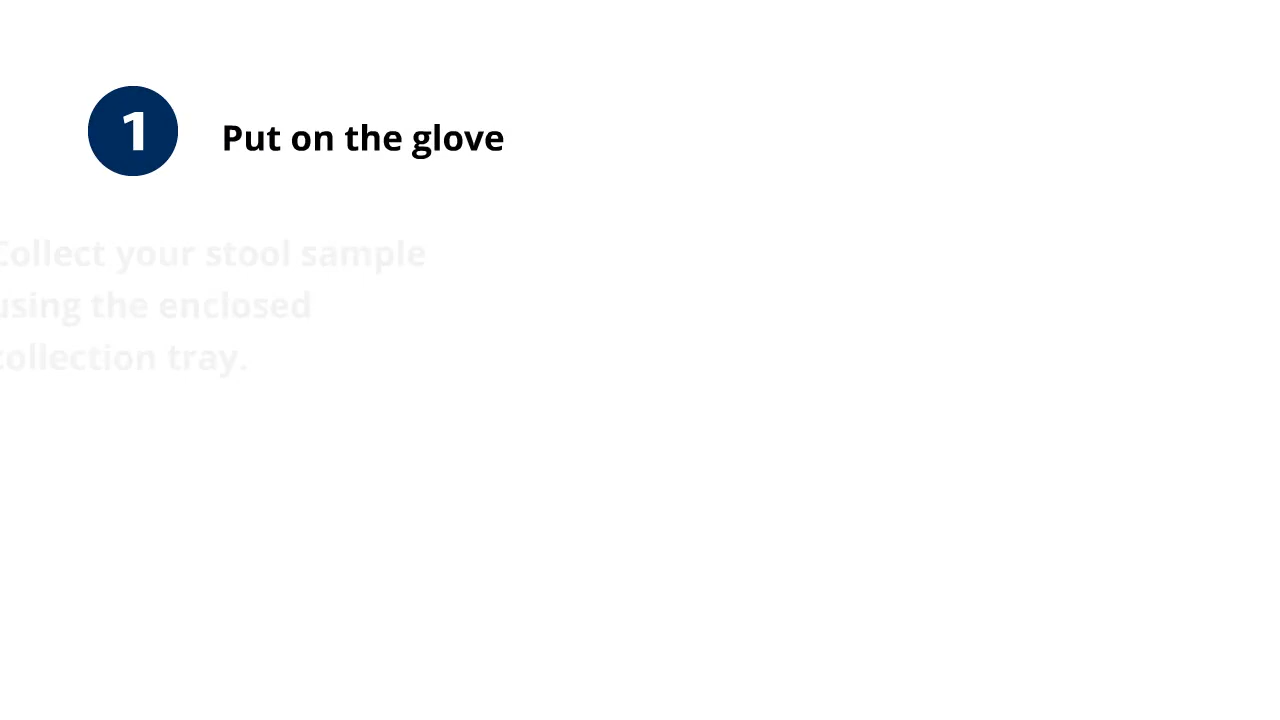 1
Put on the glove
Collect your stool sample
using the enclosed
collection tray.